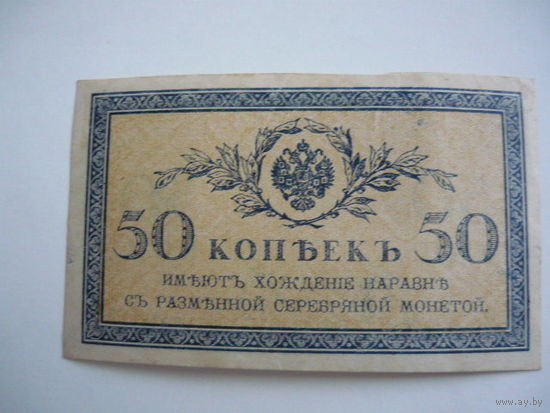 50 КОПѢЕКЪ 50
ИМѢЮТЪ ХОЖДЕНІЕ НАРАВНѢ
СЪ РАЗМѢННОЙ СЕРЕБРЯНОЙ МОНЕТОЙ.
www.ay.by